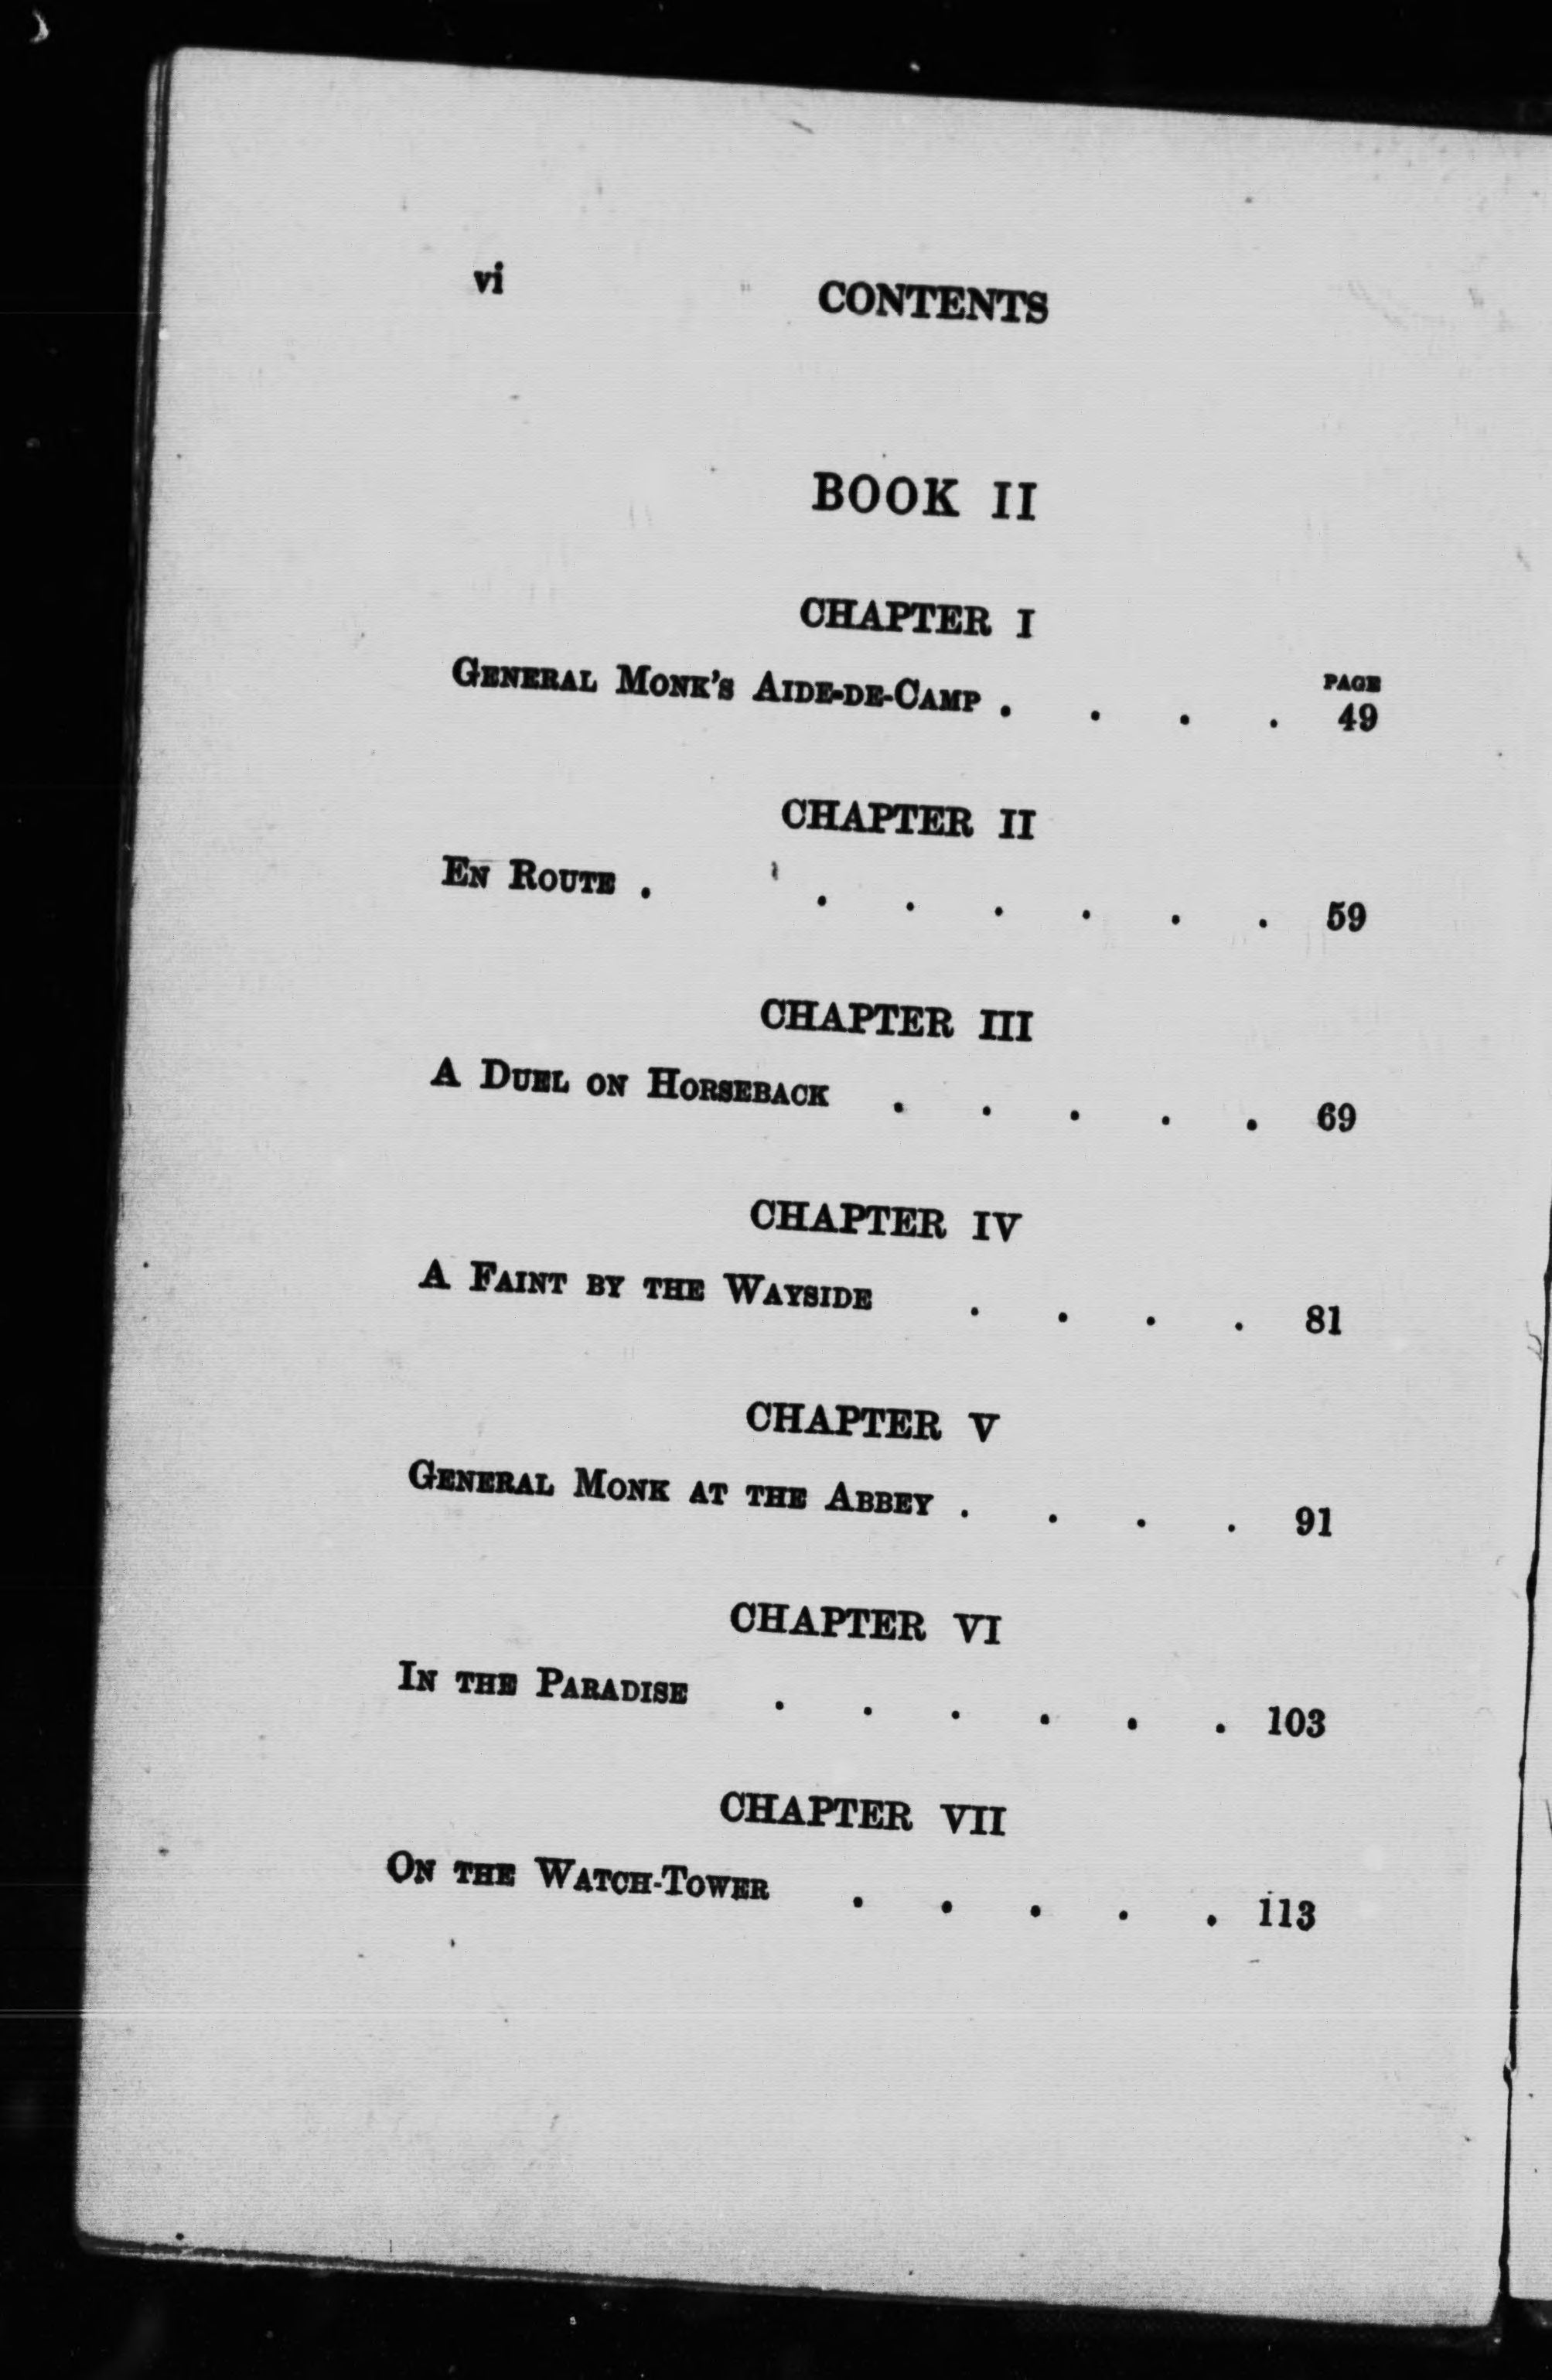 vi CONTENTS
BOOK II
CHAPTER I
PAGE
General Monk's Aide-de-Camp . . . . 49
CHAPTER II
En Route . . . . . . . 59
CHAPTER III
A Duel on Horseback . . . . . 69
CHAPTER IV
A Faint by the Wayside . . . . 81
CHAPTER V
General Monk at the Abbey . . . . 91
CHAPTER VI
In the Paradise . . . . . . 103
CHAPTER VII
On the Watch-Tower . . . . . 113